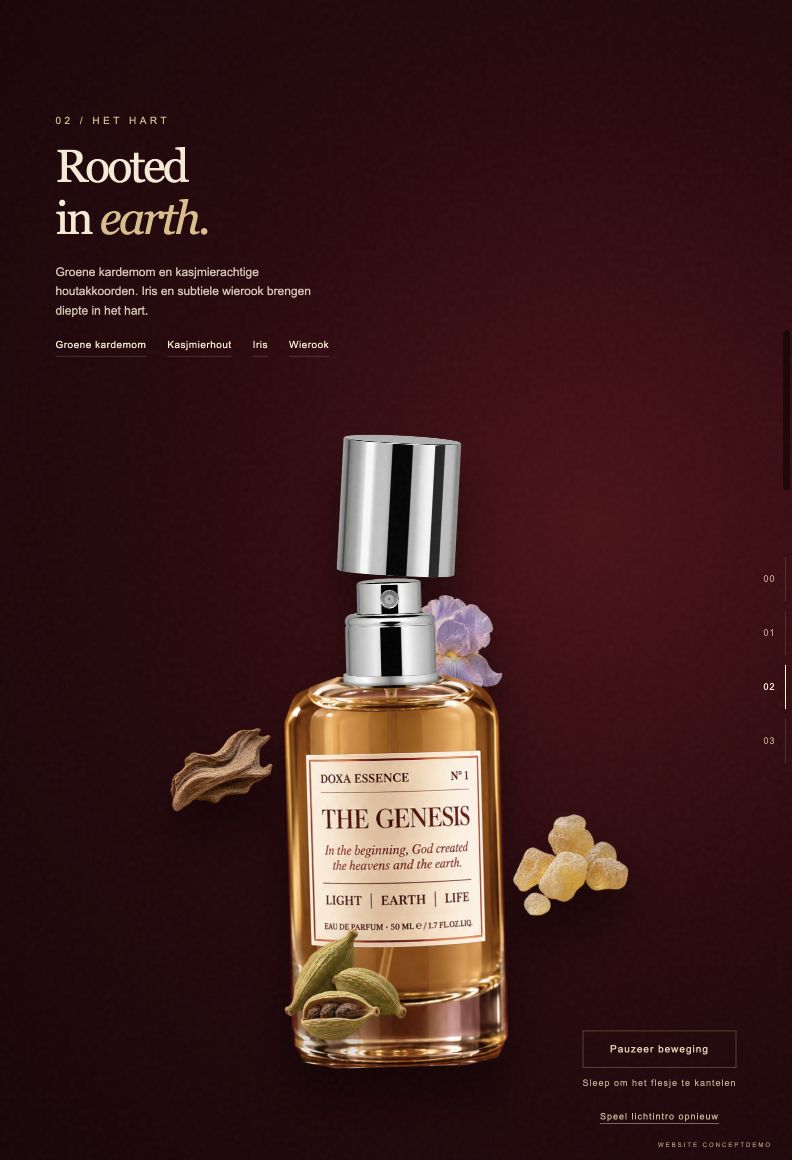 02 / HET HART
Rooted
in earth.
Groene kardemom en kasjmierachtige
houtakkoorden. Iris en subtiele wierook brengen
diepte in het hart.
Groene kardemom Kasjmierhout Iris Wierook
00
01
02
03
DOXA ESSENCE Nº 1
THE GENESIS
In the beginning, God created
the heavens and the earth.
LIGHT | EARTH | LIFE
EAU DE PARFUM • 50 ML ℮ / 1.7 FL.OZ.LIQ.
Pauzeer beweging
Sleep om het flesje te kantelen
Speel lichtintro opnieuw
WEBSITE CONCEPTDEMO